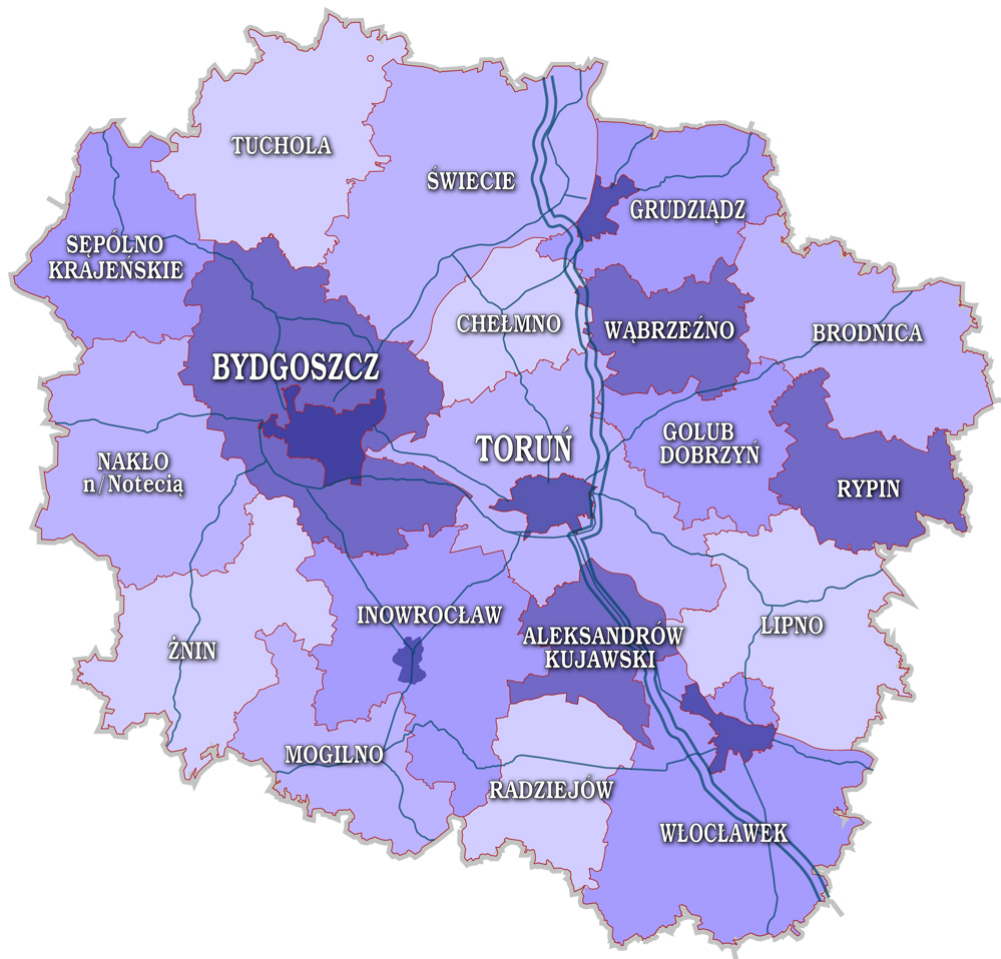 TUCHOLA
ŚWIECIE
GRUDZIĄDZ
SĘPÓLNO
KRAJEŃSKIE
CHEŁMNO
WĄBRZEŹNO
BRODNICA
BYDGOSZCZ
TORUŃ
GOLUB
DOBRZYŃ
NAKŁO
n/Notecią
RYPIN
INOWROCŁAW
ALEKSANDRÓW
KUJAWSKI
LIPNO
ŻNIN
MOGILNO
RADZIEJÓW
WŁOCŁAWEK